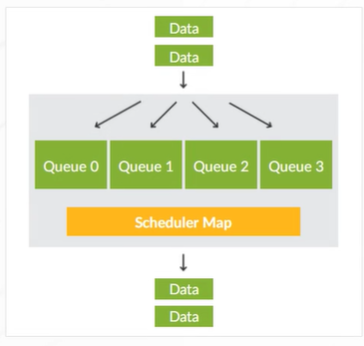 Data
Data
Queue 0 Queue 1 Queue 2 Queue 3
Scheduler Map
Data
Data